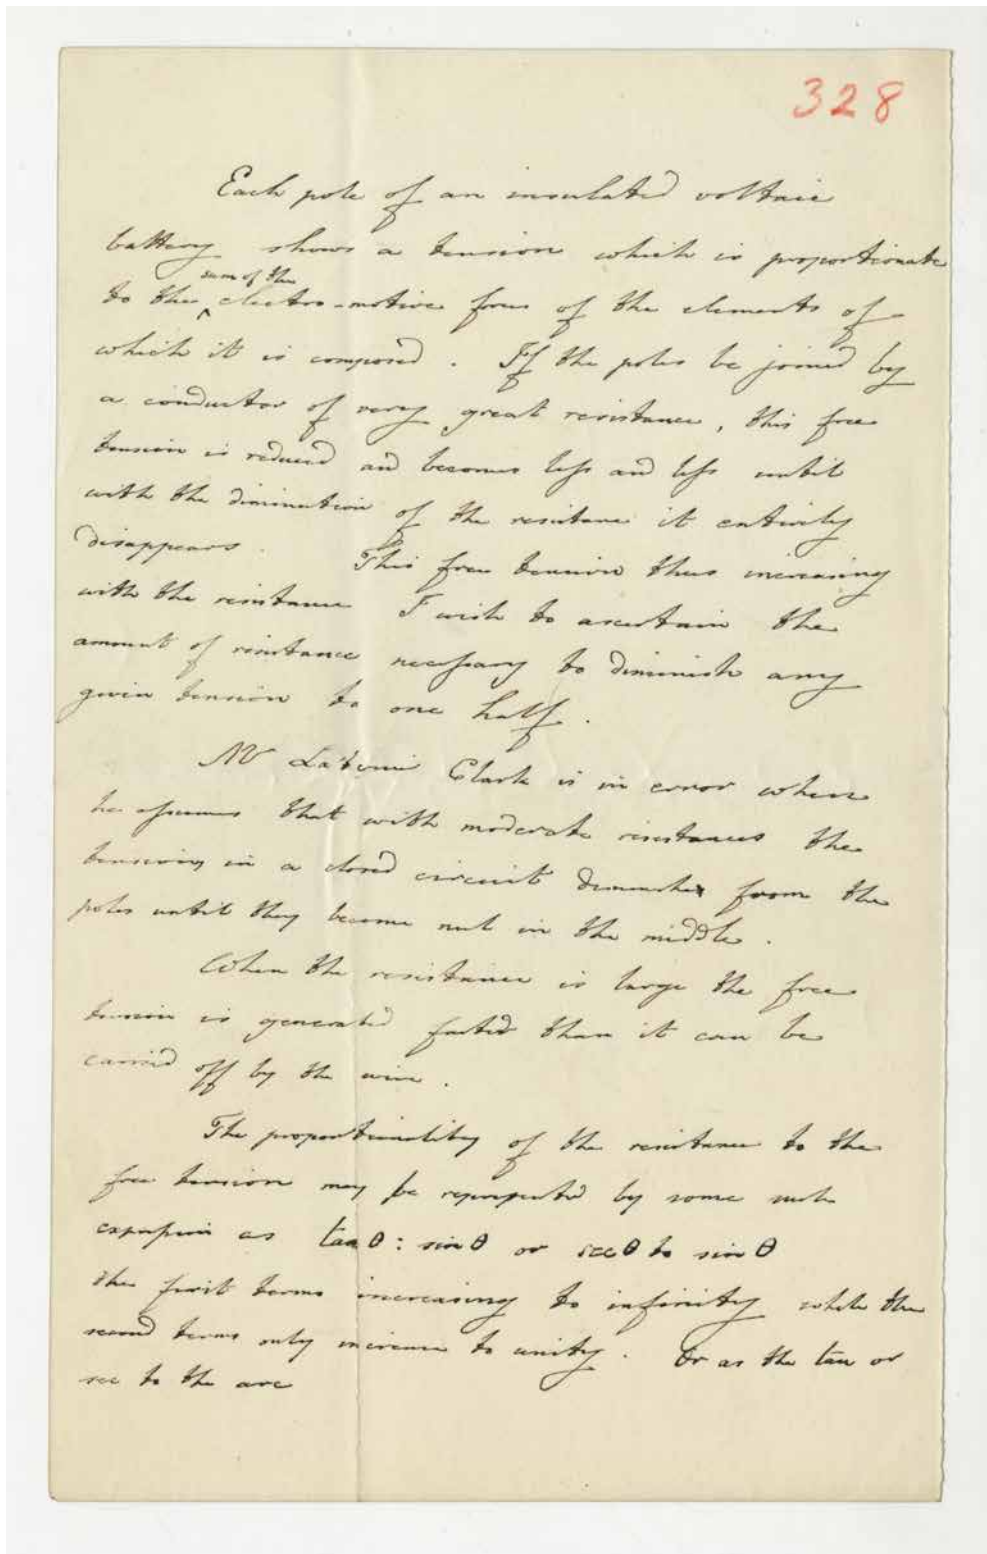 328
Each pole of an insulated voltaic
battery shows a tension which is proportionate
sum of the
to the ‸ electro-motive force of the elements of
which it is composed. If the poles be joined by
a conductor of very great resistance, this free
tension is reduced and becomes less and less until
with the diminution of the resistance it entirely
disappears. This free tension thus increasing
with the resistance I wish to ascertain the
amount of resistance necessary to diminish any
given tension to one half.
Mr Latimer Clark is in error when
he assumes that with moderate resistances the
tensions in a closed circuit diminish from the
poles until they become null in the middle.
When the resistance is large the free
tension is generated faster than it can be
carried off by the wire.
The proportionality of the resistance to the
free tension may be represented by some such
expression as tan θ : sin θ or sec θ to sin θ
the first terms increasing to infinity while the
second terms only increase to unity. Or as the tan or
sec to the arc